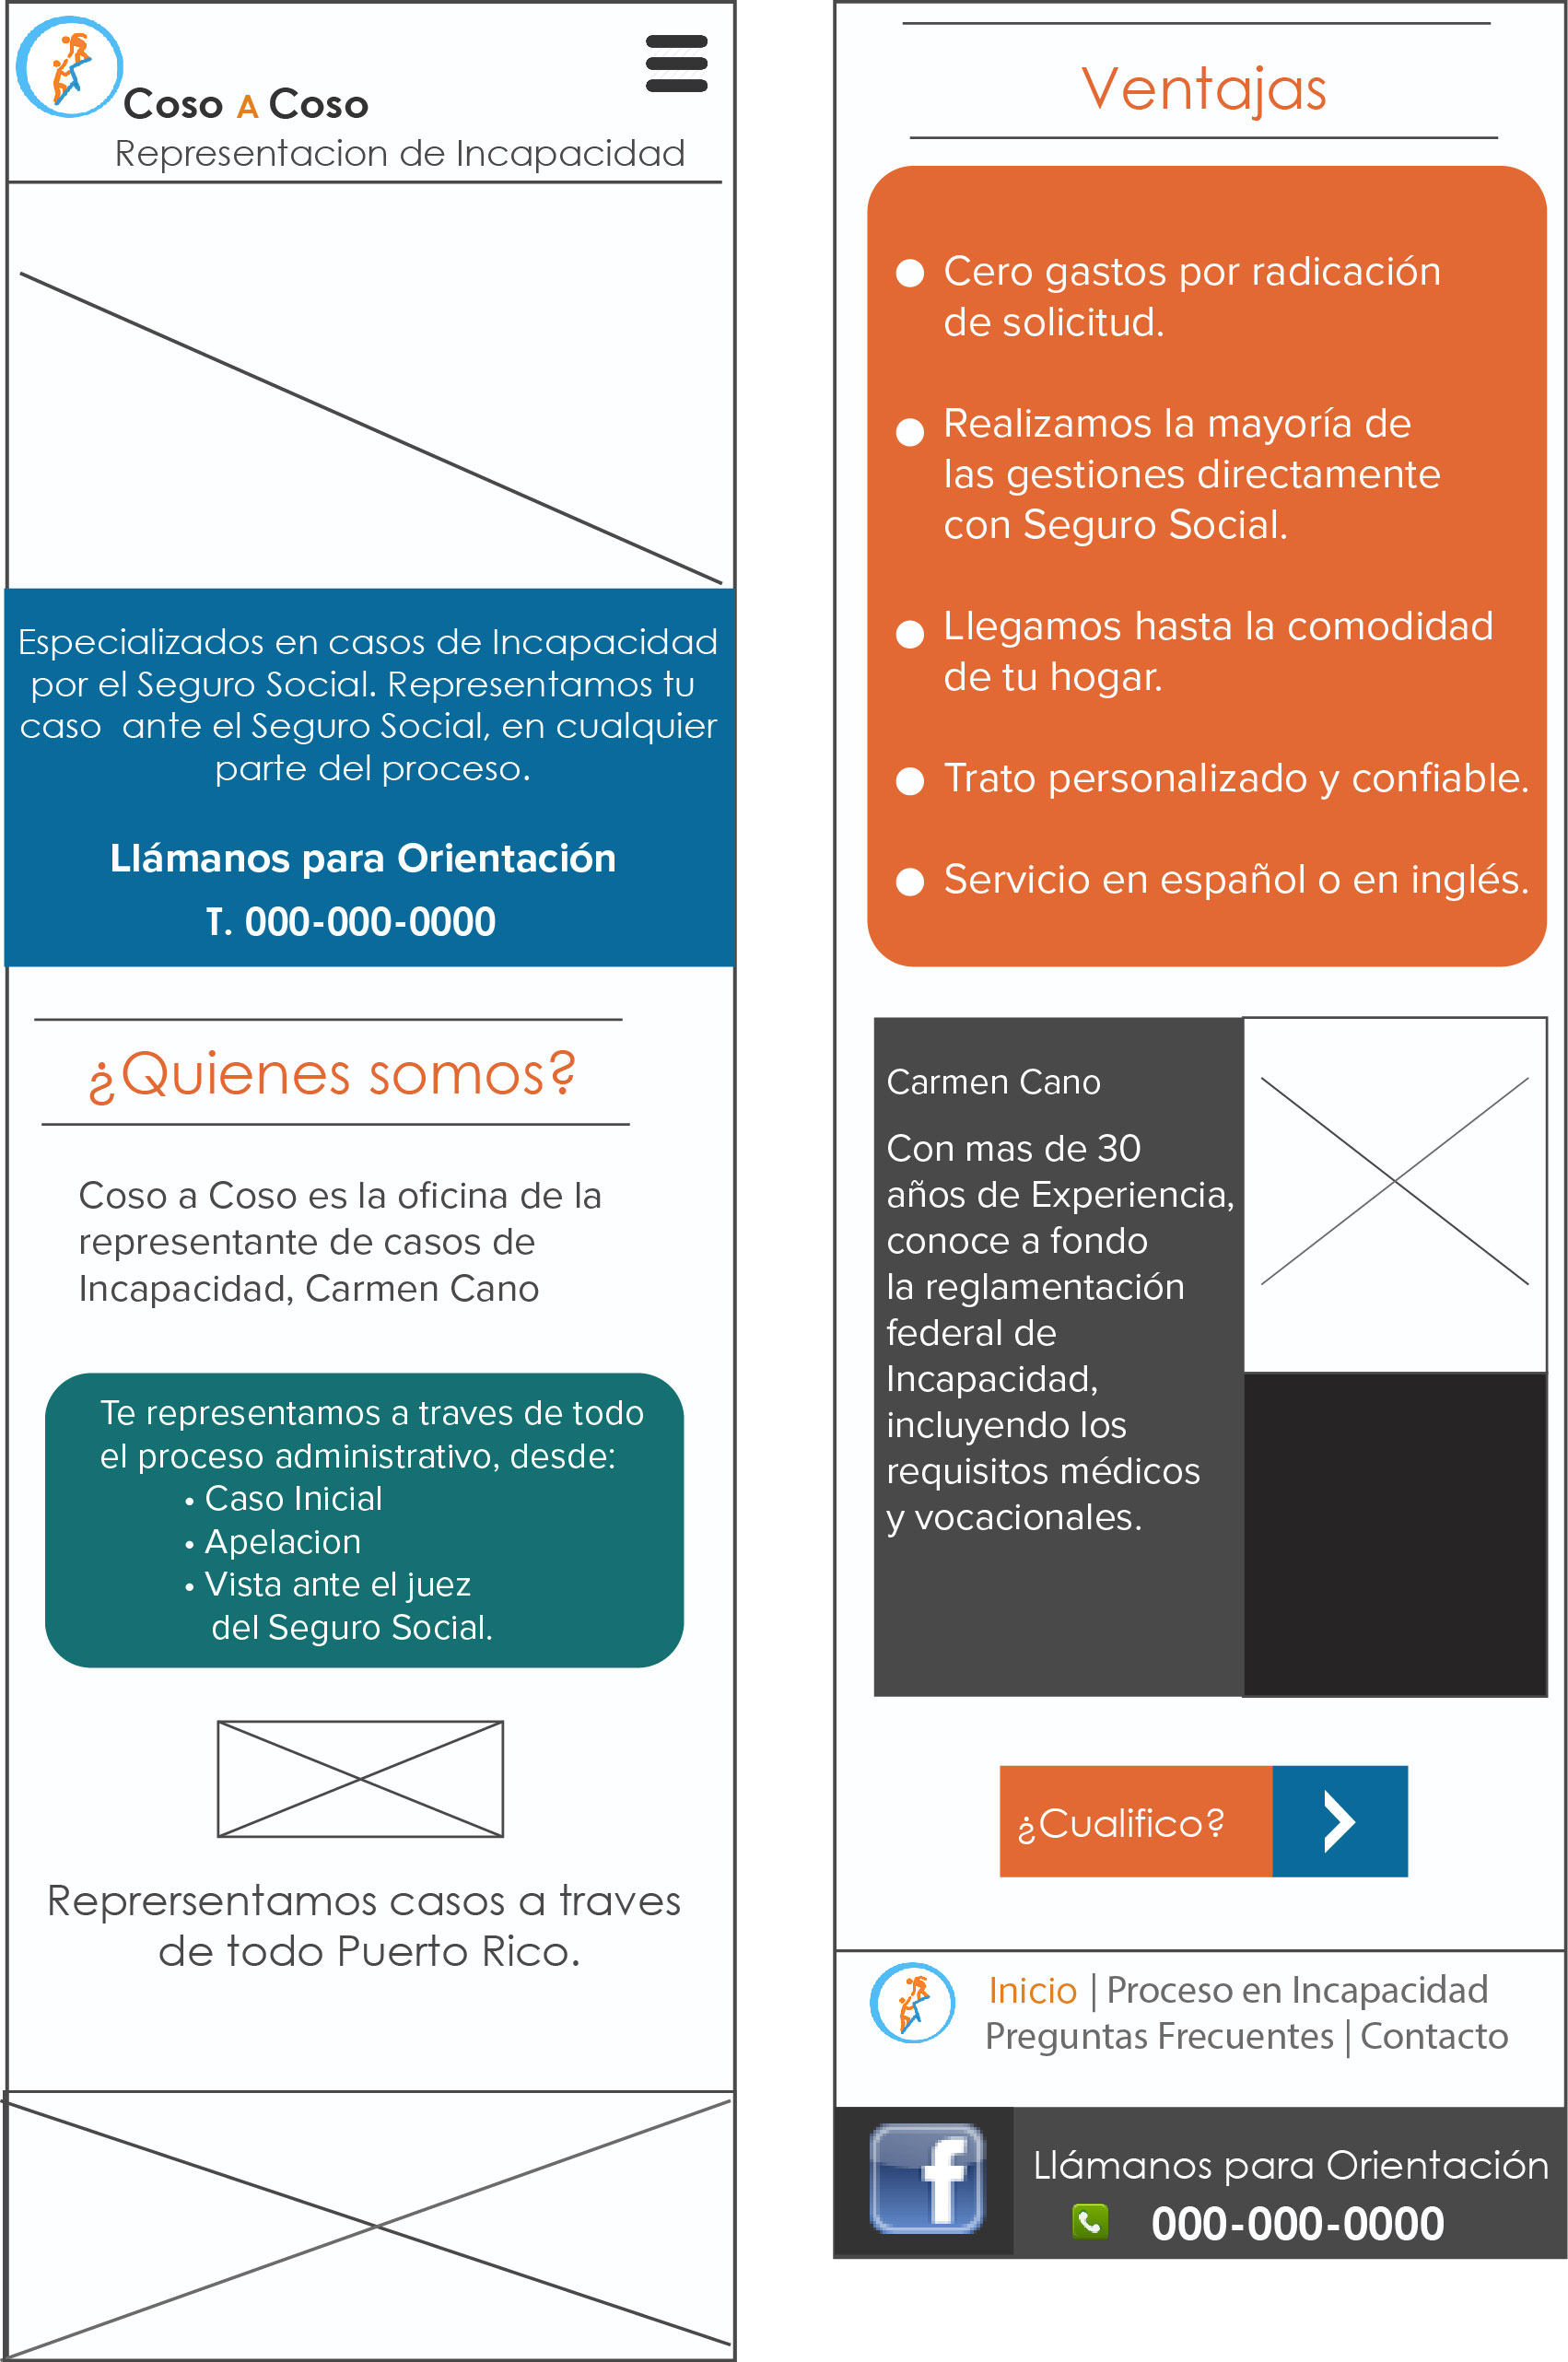 Coso A Coso
Representacion de Incapacidad
Especializados en casos de Incapacidad
por el Seguro Social. Representamos tu
caso ante el Seguro Social, en cualquier
parte del proceso.
Llámanos para Orientación
T. 000-000-0000
¿Quienes somos?
Coso a Coso es la oficina de la
representante de casos de
Incapacidad, Carmen Cano
Te representamos a traves de todo
el proceso administrativo, desde:
• Caso Inicial
• Apelacion
• Vista ante el juez
del Seguro Social.
Reprersentamos casos a traves
de todo Puerto Rico.
Ventajas
Cero gastos por radicación
de solicitud.
Realizamos la mayoría de
las gestiones directamente
con Seguro Social.
Llegamos hasta la comodidad
de tu hogar.
Trato personalizado y confiable.
Servicio en español o en inglés.
Carmen Cano
Con mas de 30
años de Experiencia,
conoce a fondo
la reglamentación
federal de
Incapacidad,
incluyendo los
requisitos médicos
y vocacionales.
¿Cualifico?
Inicio | Proceso en Incapacidad
Preguntas Frecuentes | Contacto
f
Llámanos para Orientación
000-000-0000